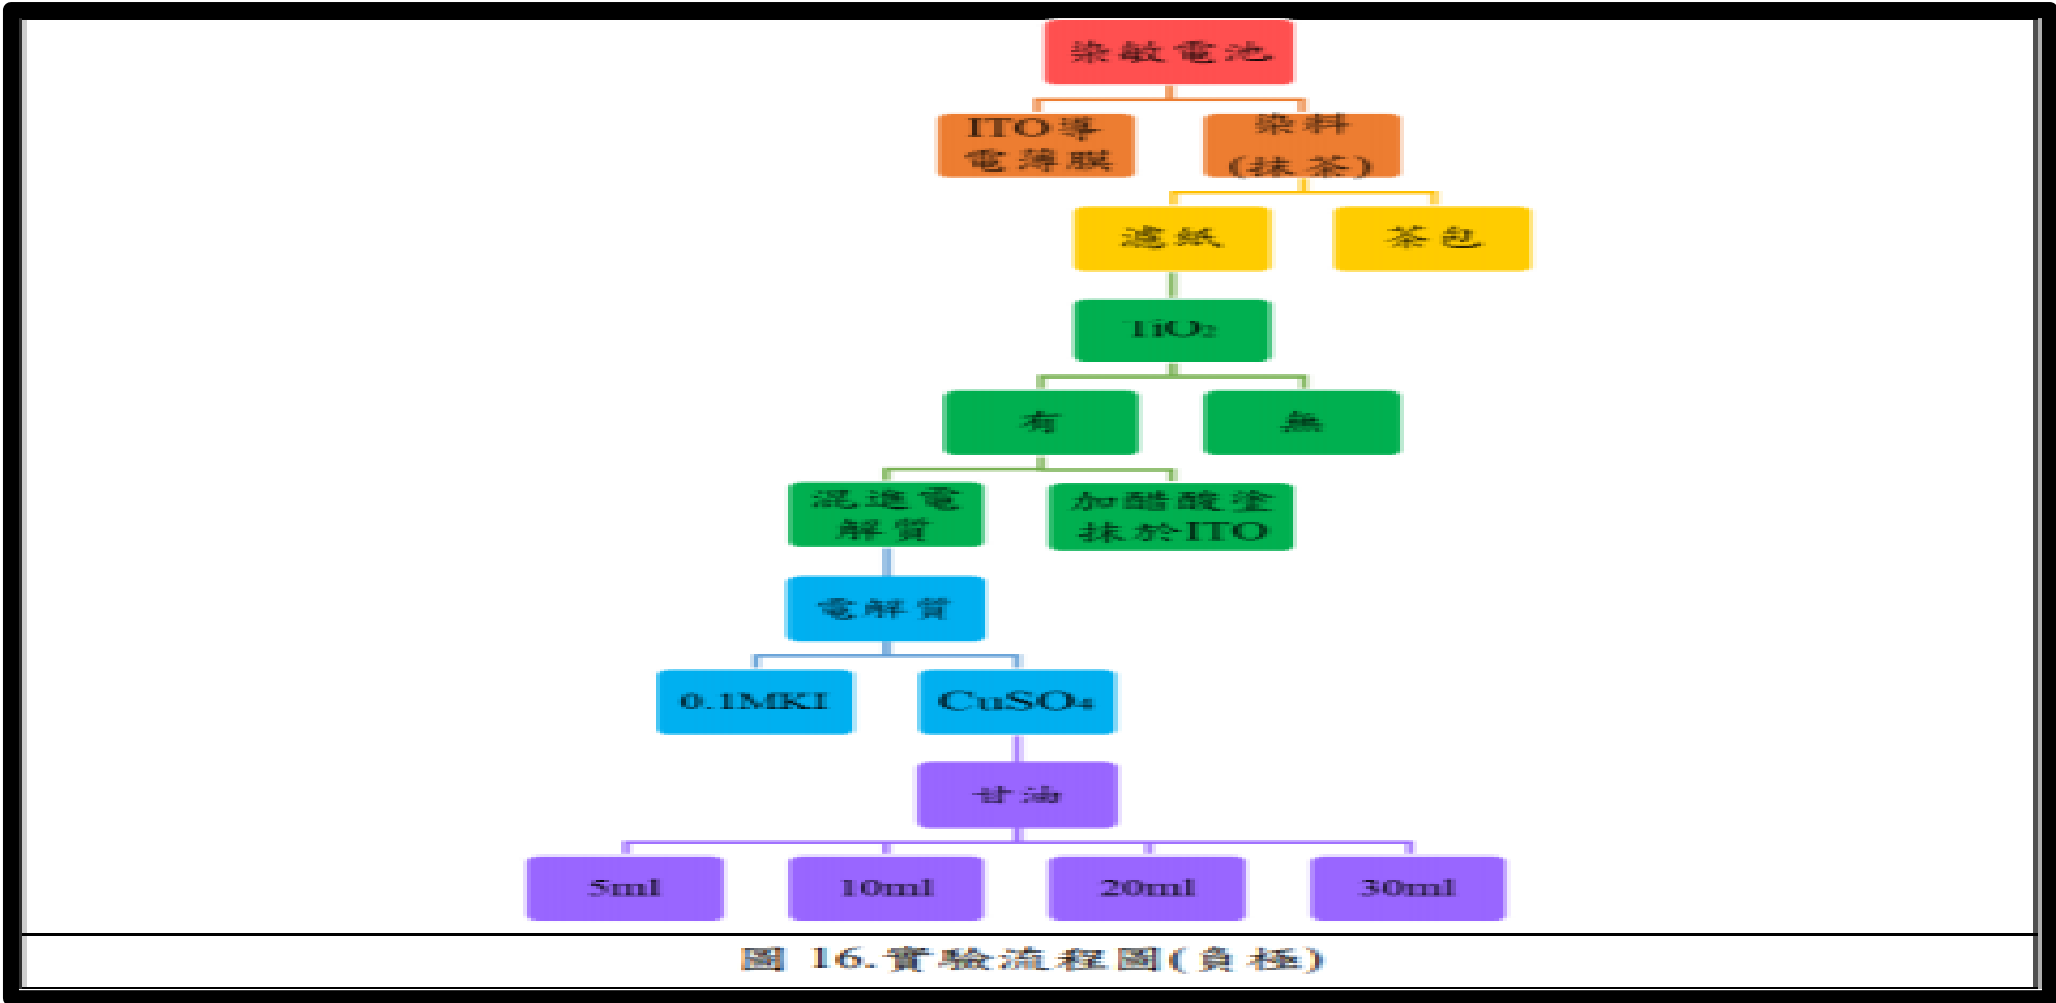 染敏電池
ITO導
電薄膜
染料
(抹茶)
濾紙
茶包
TiO₂
有
無
混進電
解質
加醋酸塗
抹於ITO
電解質
0.1MKI
CuSO₄
甘油
5ml
10ml
20ml
30ml
圖 16.實驗流程圖(負極)